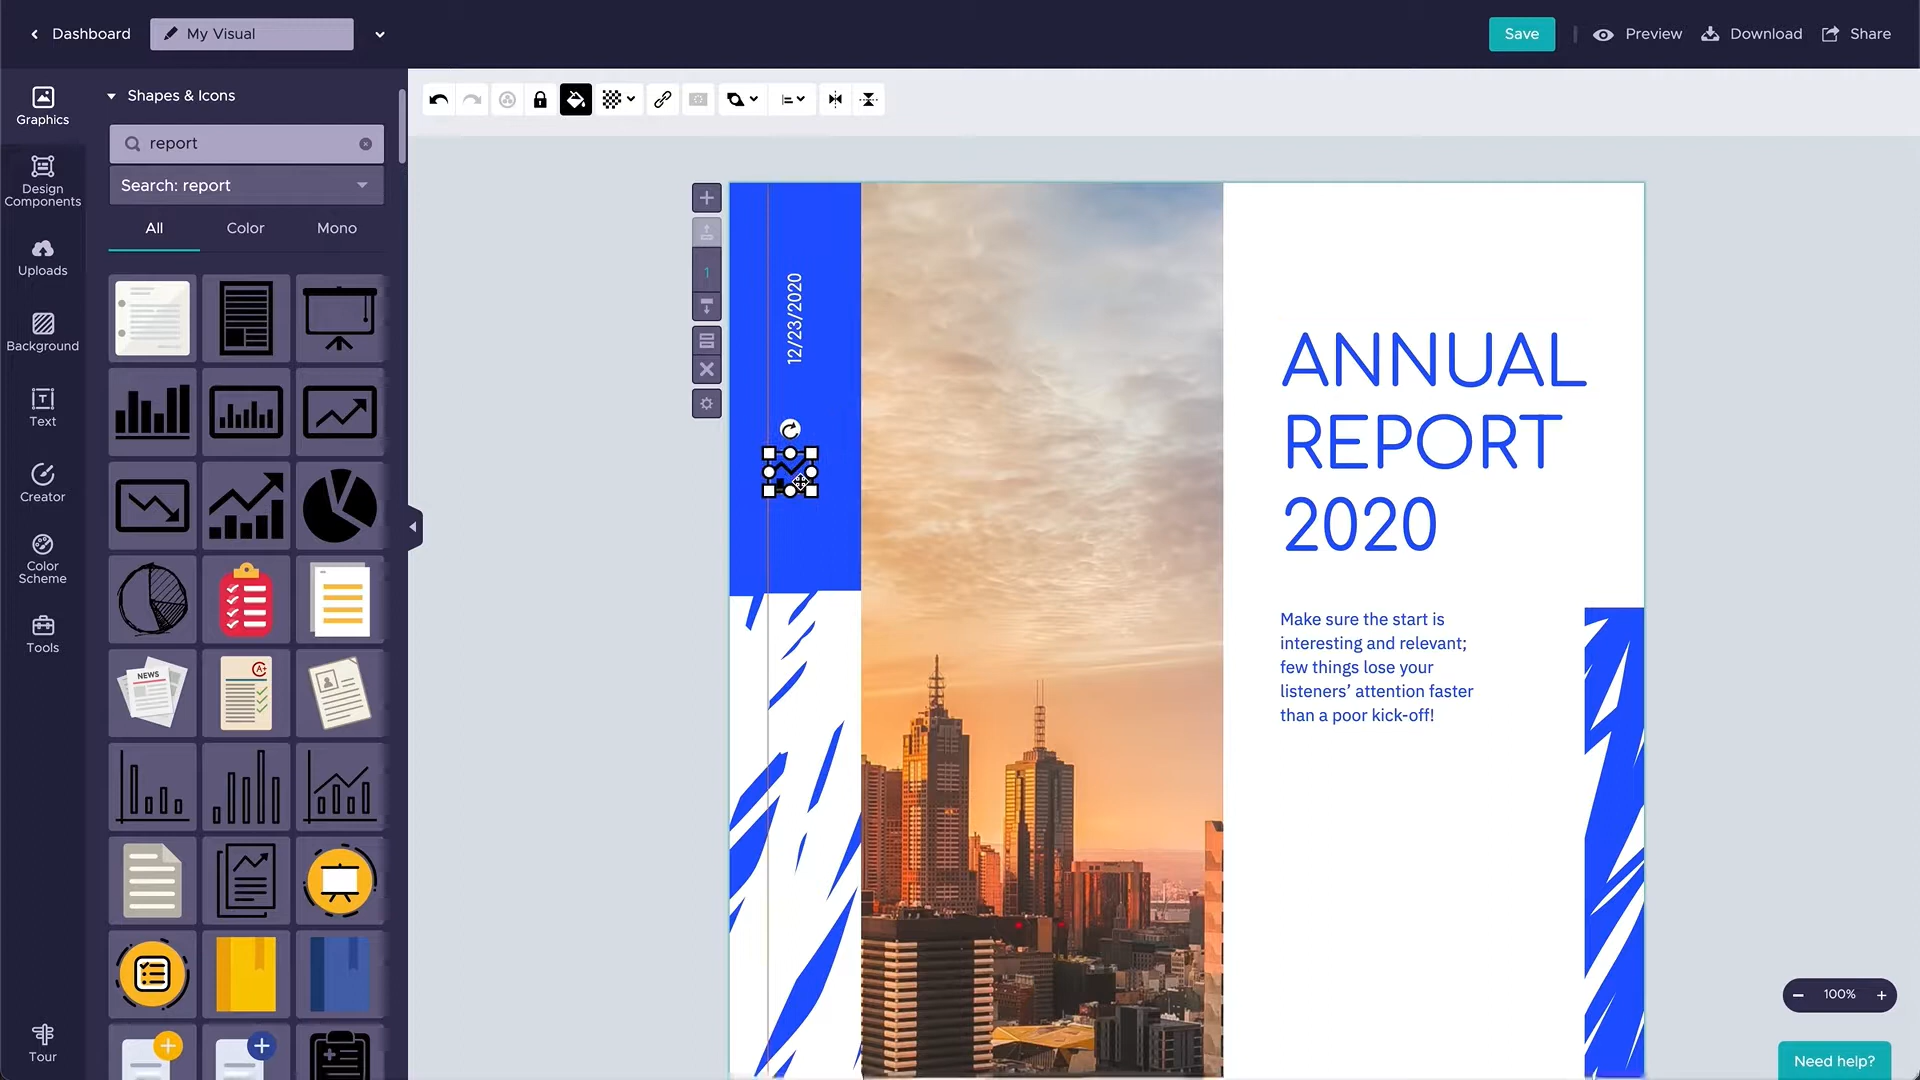 Dashboard
My Visual
Save
Preview
Download
Share
Graphics
Design
Components
Uploads
Background
Text
Creator
Color
Scheme
Tools
Tour
Shapes & Icons
report
Search: report
All
Color
Mono
NEWS
A+
1
12/23/2020
ANNUAL
REPORT
2020
Make sure the start is
interesting and relevant;
few things lose your
listeners’ attention faster
than a poor kick-off!
100%
Need help?